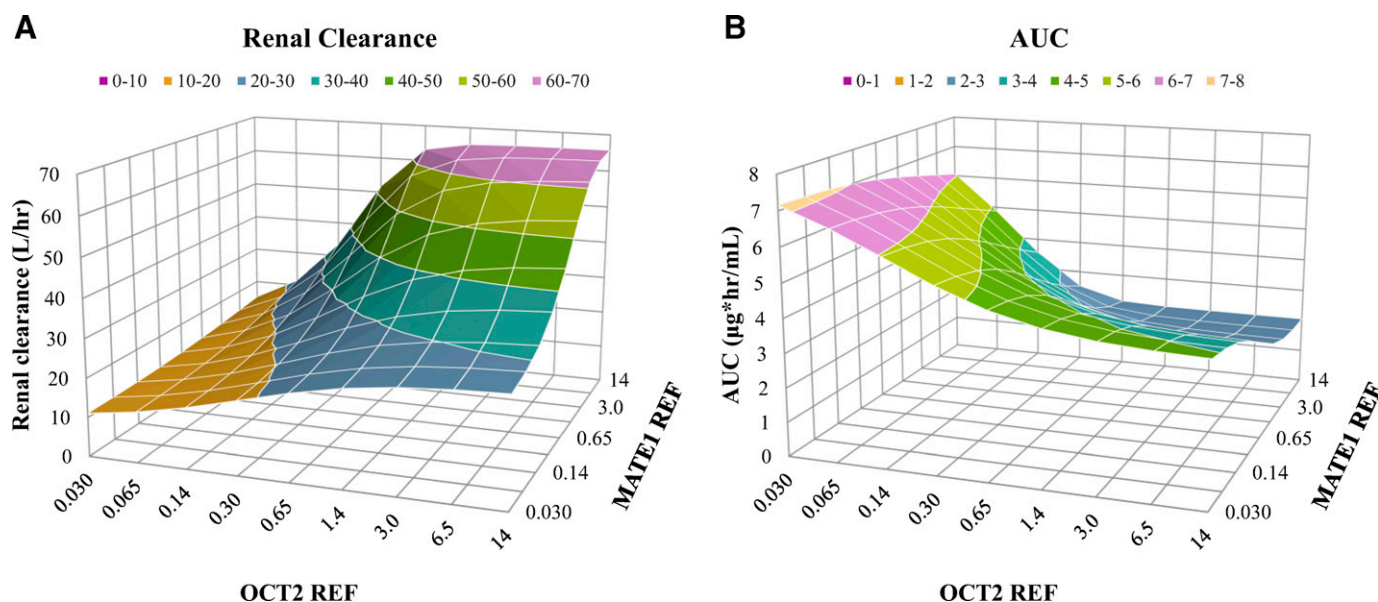 A
Renal Clearance
0-10 10-20 20-30 30-40 40-50 50-60 60-70
Renal clearance (L/hr)
70
60
50
40
30
20
10
0
0.030 0.065 0.14 0.30 0.65 1.4 3.0 6.5 14
OCT2 REF
14
3.0
0.65
0.14
0.030
MATE1 REF
B
AUC
0-1 1-2 2-3 3-4 4-5 5-6 6-7 7-8
AUC (µg*hr/mL)
8
7
6
5
4
3
2
1
0
0.030 0.065 0.14 0.30 0.65 1.4 3.0 6.5 14
OCT2 REF
14
3.0
0.65
0.14
0.030
MATE1 REF